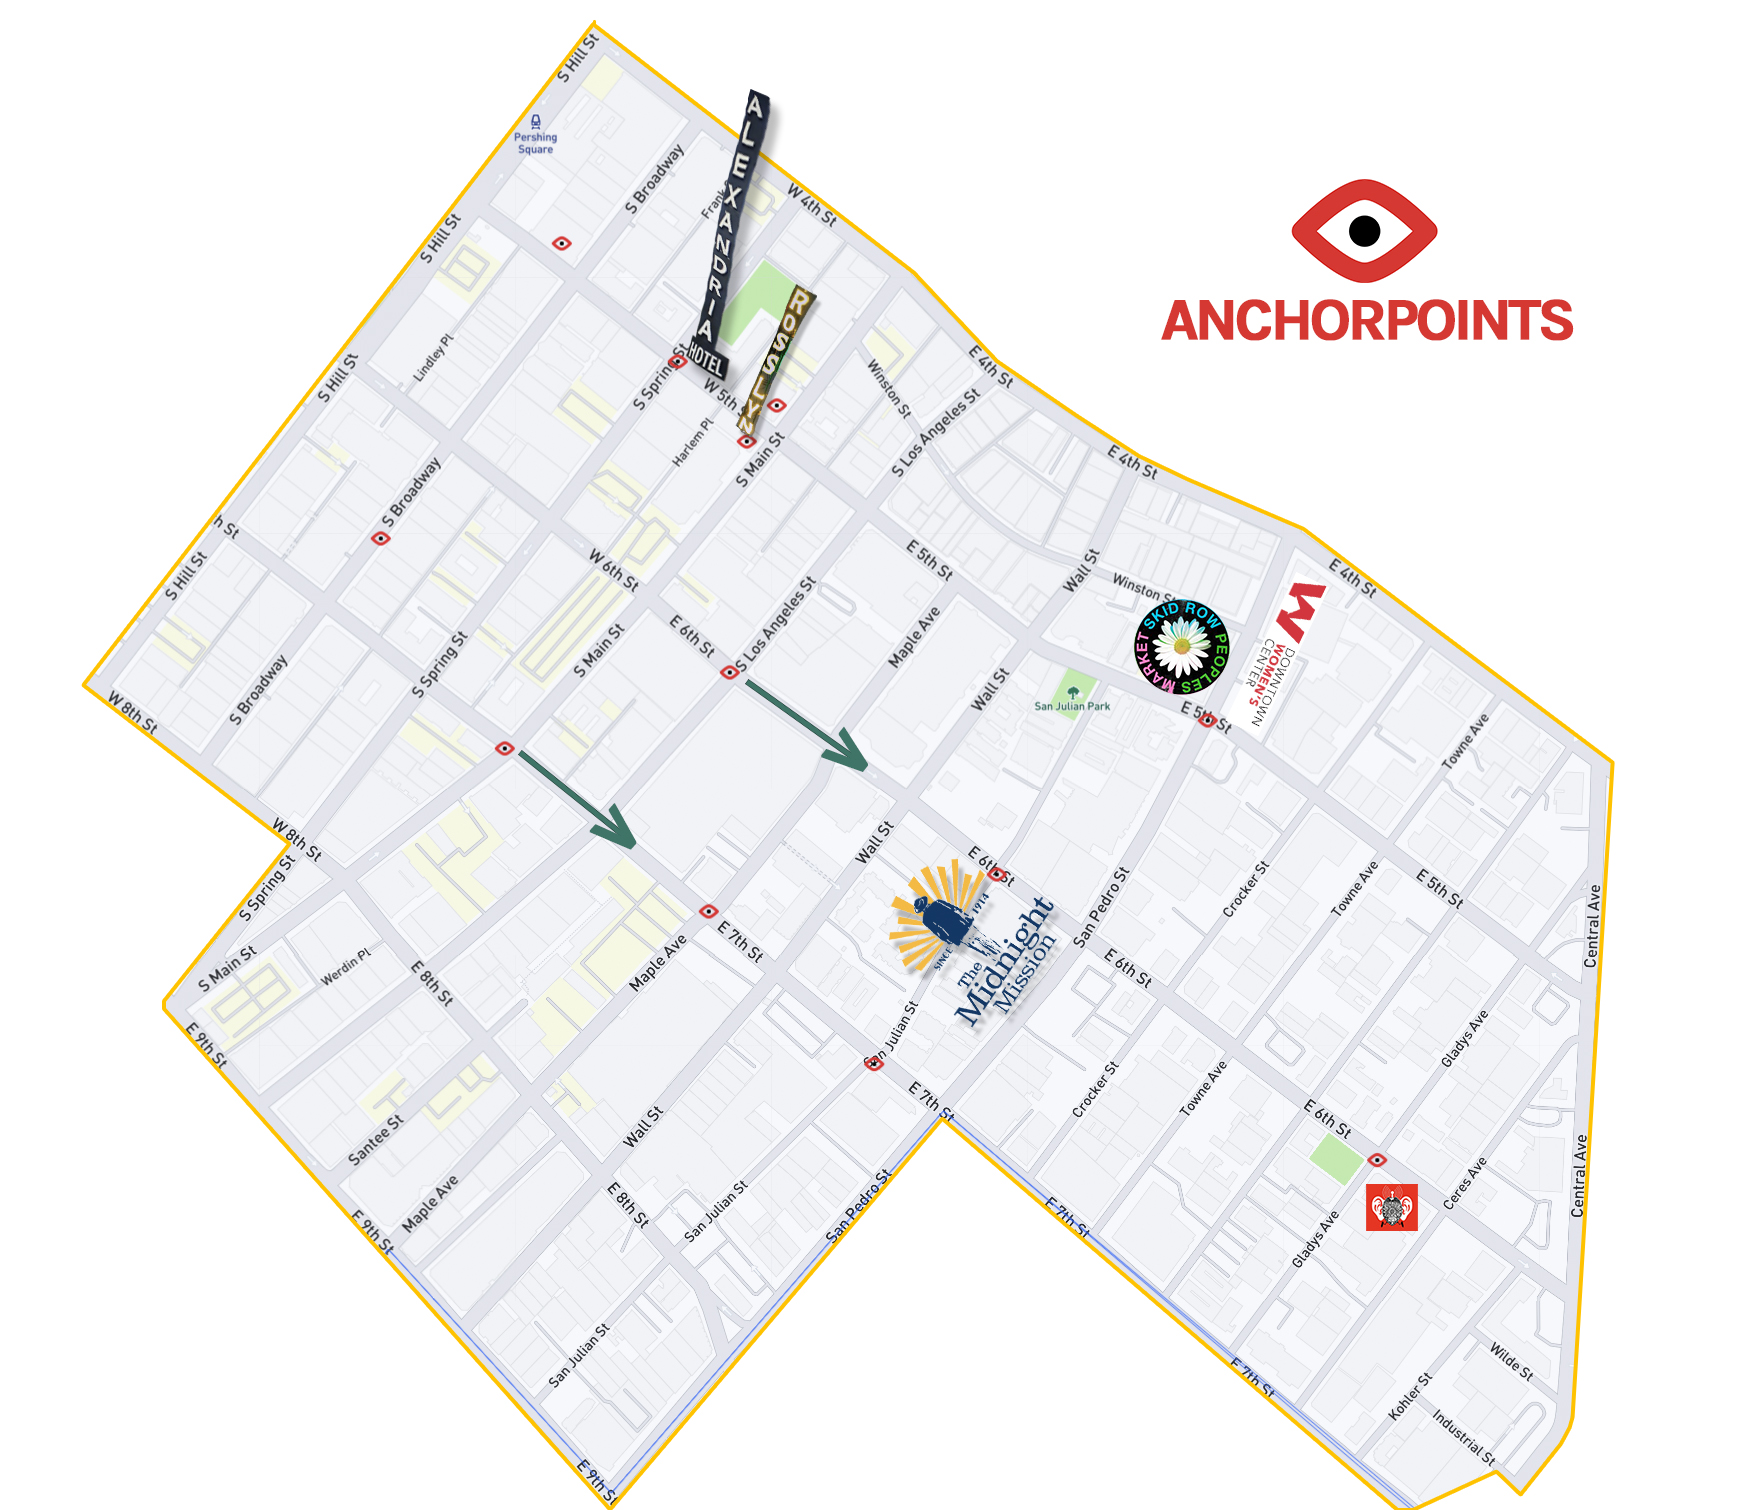 S Hill St
Pershing
Square
S Broadway
ALEXANDRIA
HOTEL
W 4th St
S Hill St
ANCHORPOINTS
ROSSLYN
Lindley Pl
S Hill St
W 5th
Harlem Pl
S Main St
Winston St
E 4th St
S Los Angeles St
E 4th St
S Broadway
h St
S Hill St
W 6th St
E 6th St
S Los Angeles St
E 5th St
Wall St
Winston St
E 4th St
SKID ROW
PEOPLES
MARKET
DOWNTOWN
WOMEN'S
CENTER
Maple Ave
Wall St
San Julian Park
E 5th St
Towne Ave
S Main St
S Spring St
S Broadway
W 8th St
W 8th St
S Spring St
Wall St
E 6th St
SINCE 1914
The
Midnight
Mission
San Pedro St
Crocker St
Towne Ave
E 5th St
Central Ave
S Main St
Werdin Pl
E 8th St
Maple Ave
E 7th St
E 6th St
E 9th St
San Julian St
E 7th St
Crocker St
Towne Ave
Gladys Ave
E 6th St
Santee St
Wall St
Maple Ave
E 9th St
E 8th St
San Julian St
San Pedro St
E 7th St
Gladys Ave
Ceres Ave
Central Ave
San Julian St
E 7th St
Wilde St
Kohler St
Industrial St
E 9th St